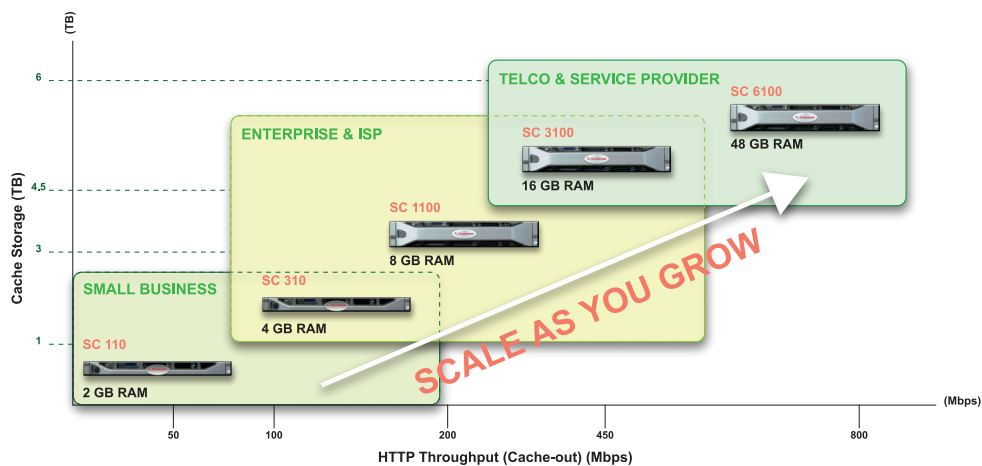 (TB)
Cache Storage (TB)
6
4,5
3
1
TELCO & SERVICE PROVIDER
SC 6100
48 GB RAM
SC 3100
16 GB RAM
ENTERPRISE & ISP
SC 1100
8 GB RAM
SC 310
4 GB RAM
SMALL BUSINESS
SC 110
2 GB RAM
SCALE AS YOU GROW
50
100
200
450
800
(Mbps)
HTTP Throughput (Cache-out) (Mbps)